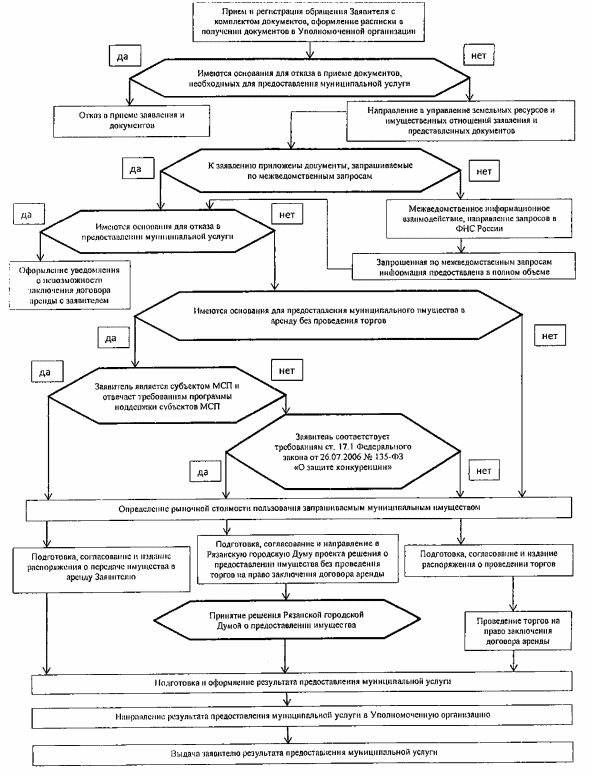 Прием и регистрация обращения Заявителя с
комплектом документов, оформление расписки в
получении документов в Уполномоченной организации
да
нет
Имеются основания для отказа в приеме документов,
необходимых для предоставления муниципальной услуги
Отказ в приеме заявления и
документов
Направление в управление земельных ресурсов и
имущественных отношений заявления и
представленных документов
да
К заявлению приложены документы, запрашиваемые
по межведомственным запросам
нет
да
Имеются основания для отказа в
предоставлении муниципальной услуги
нет
Межведомственное информационное
взаимодействие, направление запросов в
ФНС России
Оформление уведомления
о невозможности
заключения договора
аренды с заявителем
Запрошенная по межведомственным запросам
информация предоставлена в полном объеме
Имеются основания для предоставления муниципального имущества в
аренду без проведения торгов
да
нет
да
Заявитель является субъектом МСП и
отвечает требованиям программы
поддержки субъектов МСП
нет
Заявитель соответствует
требованиям ст. 17.1 Федерального
закона от 26.07.2006 № 135-ФЗ
«О защите конкуренции»
да
нет
Определение рыночной стоимости пользования запрашиваемым муниципальным имуществом
Подготовка, согласование и издание
распоряжения о передаче имущества в
аренду Заявителю
Подготовка, согласование и направление в
Рязанскую городскую Думу проекта решения о
предоставлении имущества без проведения
торгов на право заключения договора аренды
Подготовка, согласование и издание
распоряжения о проведении торгов
Принятие решения Рязанской городской
Думой о предоставлении имущества
Проведение торгов на
право заключения
договора аренды
Подготовка и оформление результата предоставления муниципальной услуги
Направление результата предоставления муниципальной услуги в Уполномоченную организацию
Выдача заявителю результата предоставления муниципальной услуги